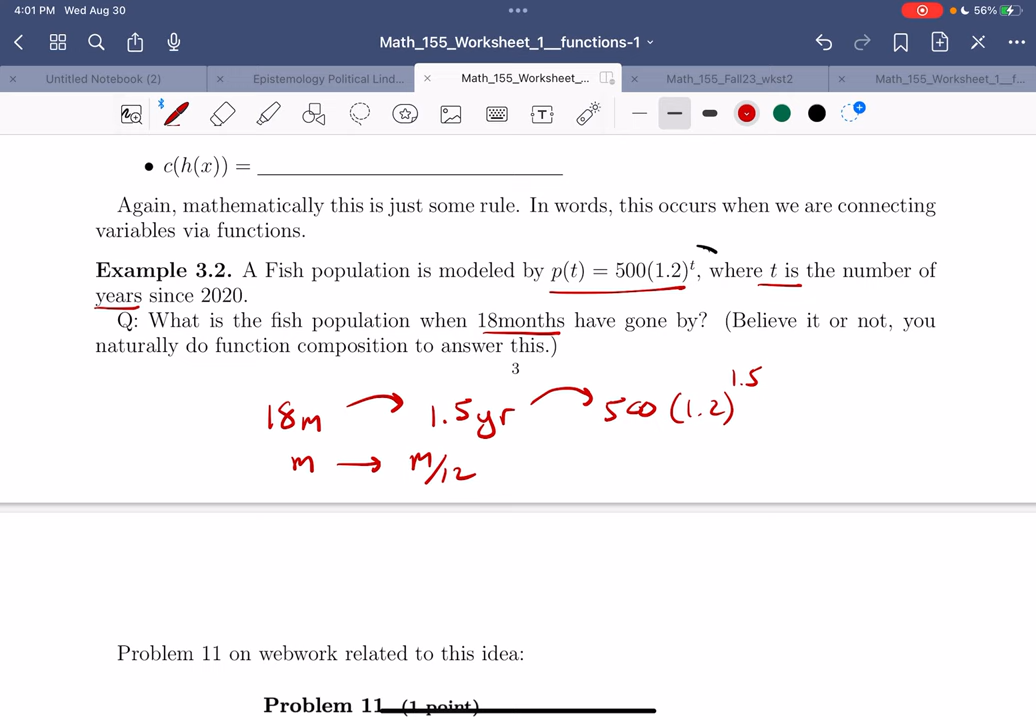 4:01 PM Wed Aug 30
56%
Math_155_Worksheet_1__functions-1
Untitled Notebook (2)
Epistemology Political Lind...
Math_155_Worksheet_...
Math_155_Fall23_wkst2
Math_155_Worksheet_1__f...
• c(h(x)) =
Again, mathematically this is just some rule. In words, this occurs when we are connecting
variables via functions.
Example 3.2. A Fish population is modeled by p(t) = 500(1.2)^t, where t is the number of
years since 2020.
Q: What is the fish population when 18months have gone by? (Believe it or not, you
naturally do function composition to answer this.)
3
18m → 1.5yr → 500 (1.2)^1.5
m → m/12
Problem 11 on webwork related to this idea:
Problem 11 (1 point)